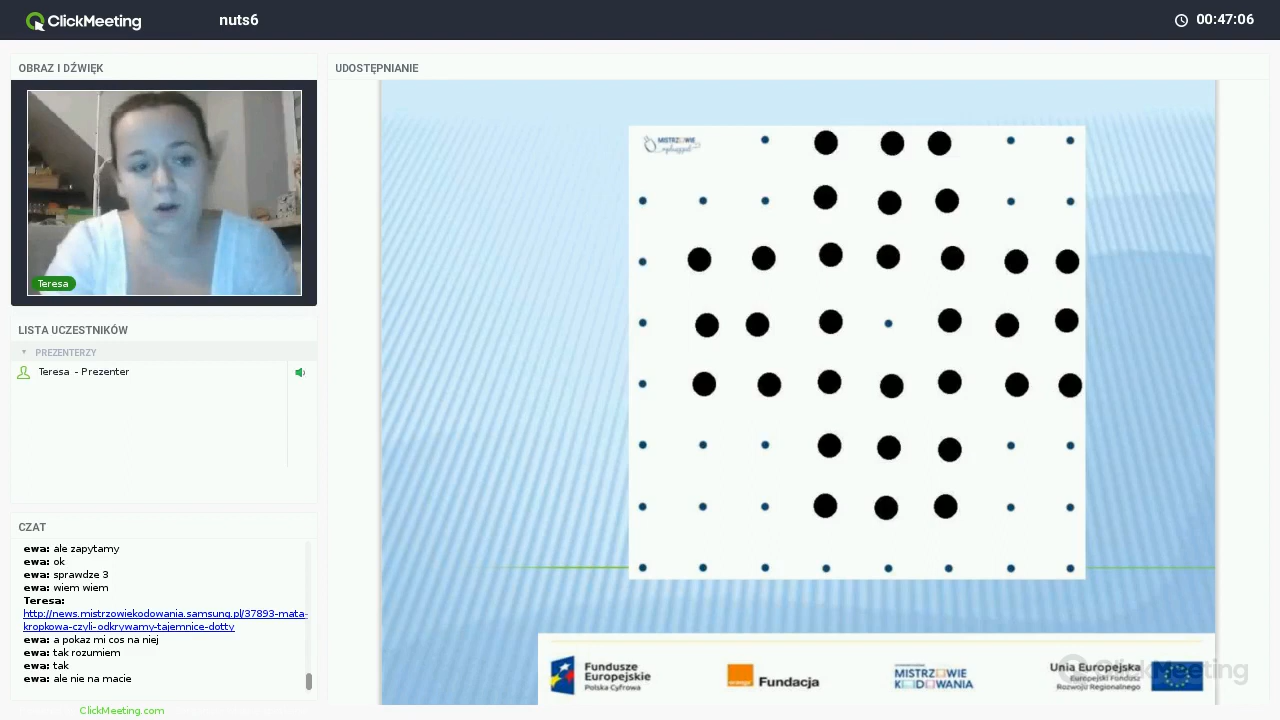 ClickMeeting
nuts6
00:47:06
OBRAZ I DŹWIĘK
UDOSTĘPNIANIE
MISTRZOWIE
Teresa
LISTA UCZESTNIKÓW
PREZENTERZY
Teresa - Prezenter
CZAT
ewa: ale zapytamy
ewa: ok
ewa: sprawdze 3
ewa: wiem wiem
Teresa:
http://news.mistrzowiekodowania.samsung.pl/37893-mata-
kropkowa-czyli-odkrywamy-tajemnice-dotty
ewa: a pokaz mi cos na niej
ewa: tak rozumiem
ewa: tak
ewa: ale nie na macie
ClickMeeting.com
Fundusze
Europejskie
Polska Cyfrowa
orange
Fundacja
MISTRZOWIE
KODOWANIA
Unia Europejska
Europejski Fundusz
Rozwoju Regionalnego
ClickMeeting